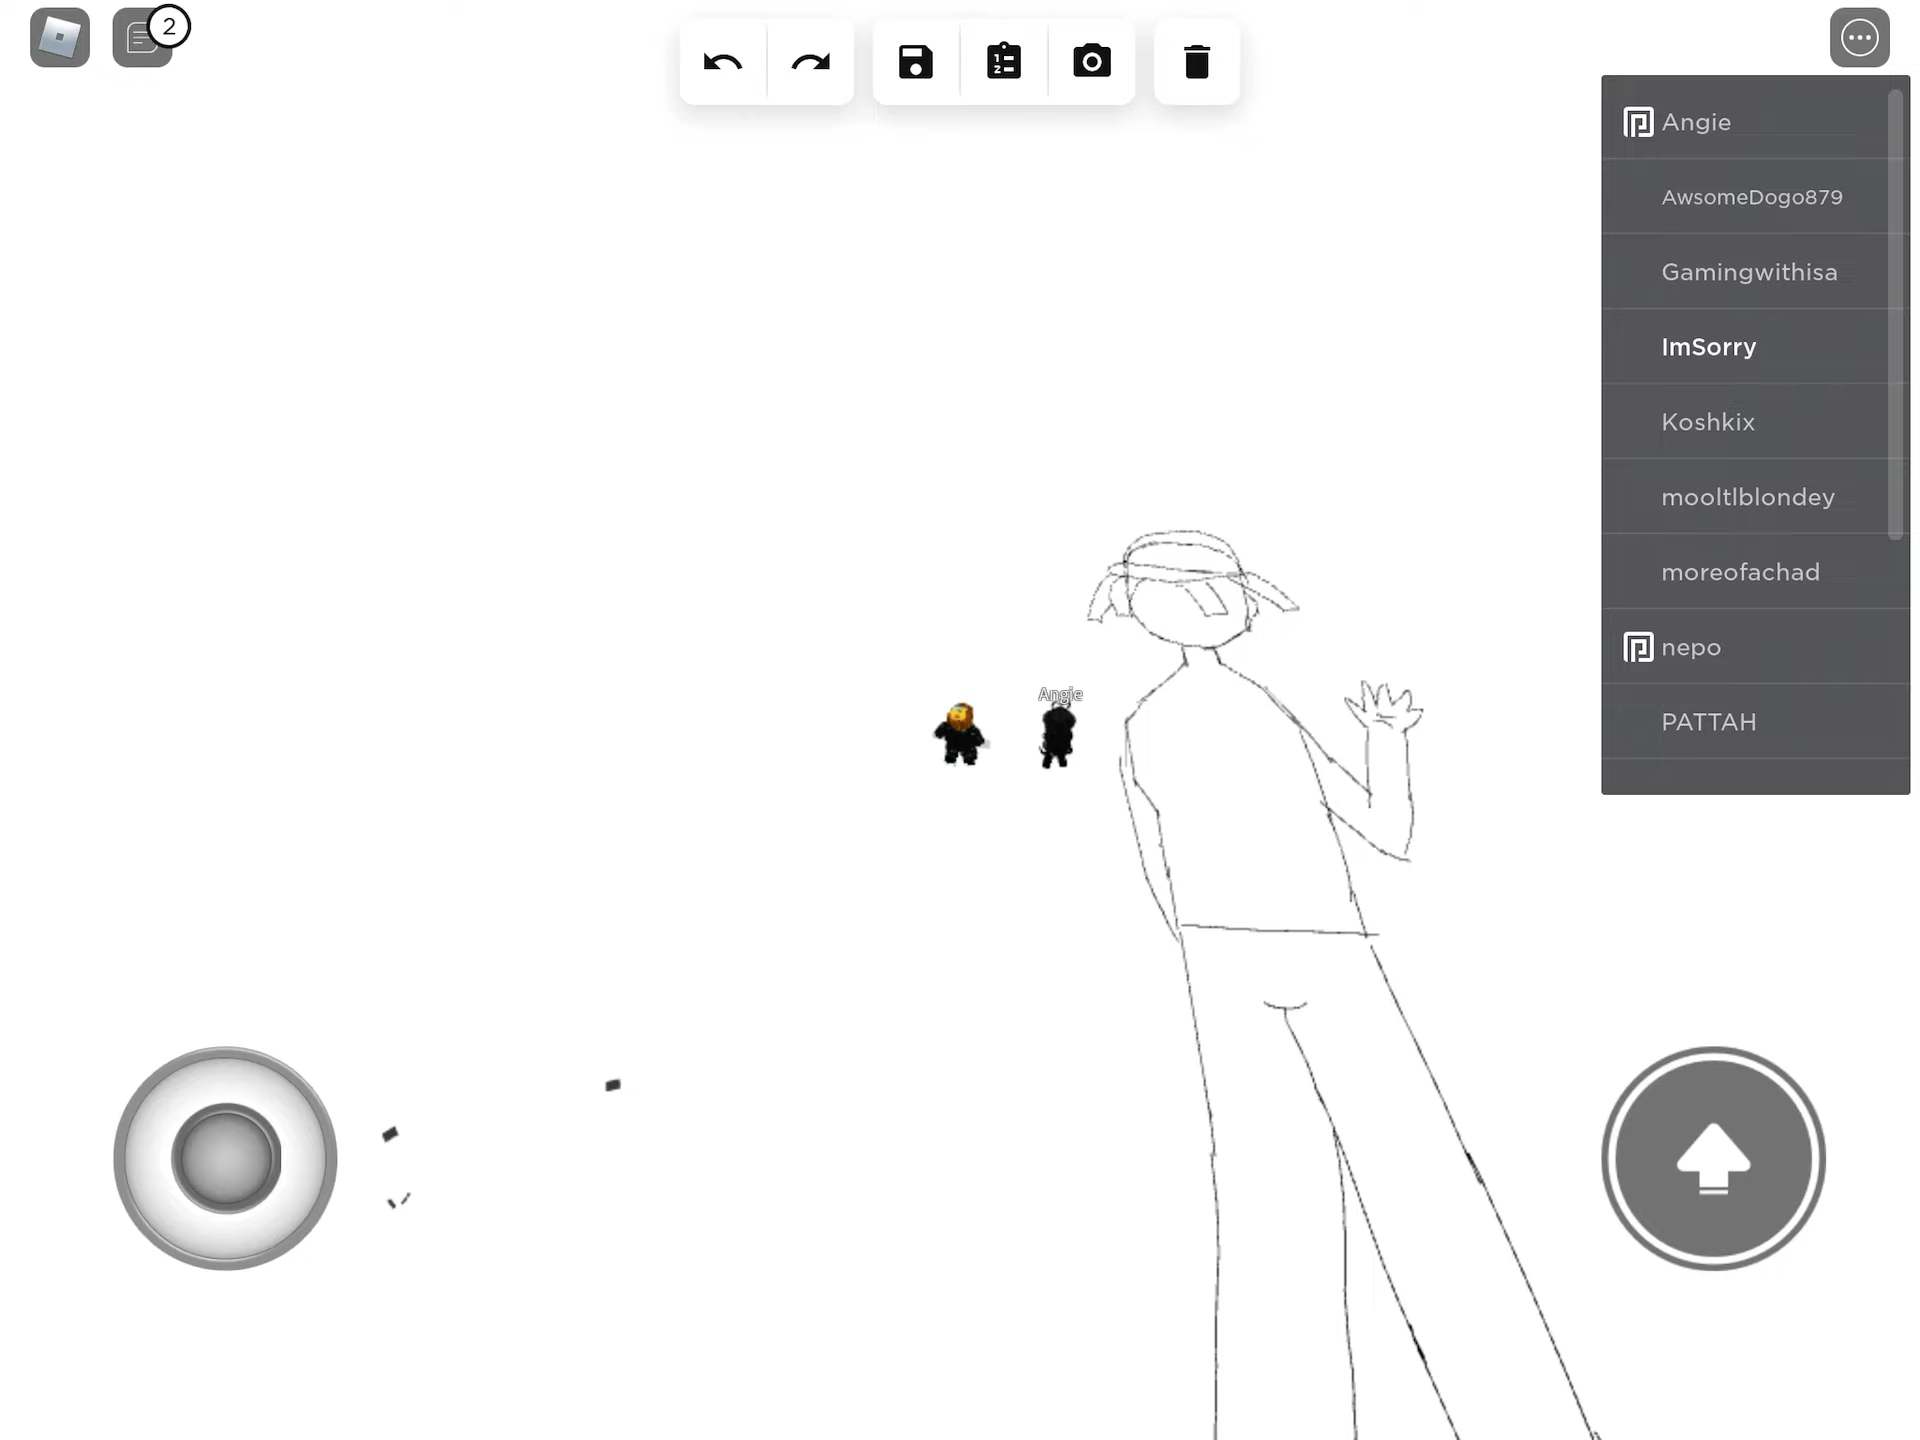 2
Angie
AwsomeDogo879
Gamingwithisa
ImSorry
Koshkix
mooltlblondey
moreofachad
nepo
PATTAH
Angie